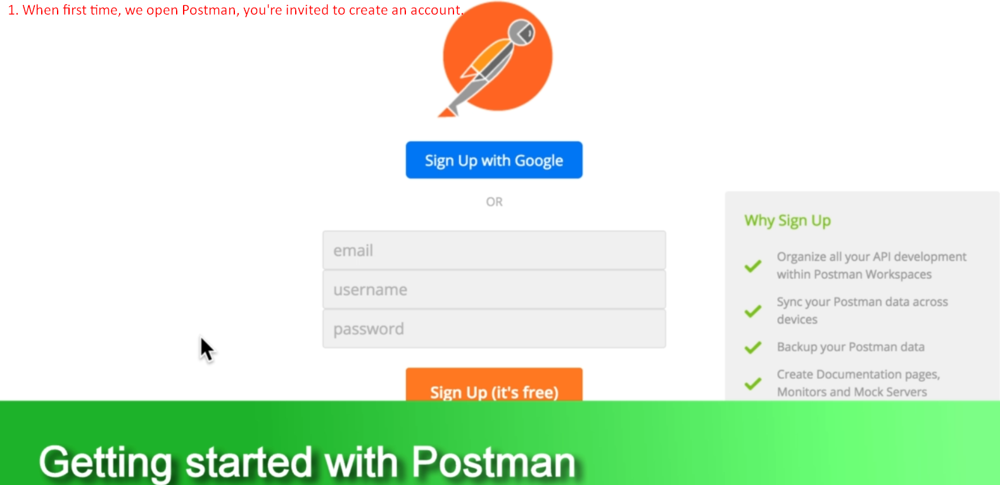 1. When first time, we open Postman, you're invited to create an account.
Sign Up with Google
OR
email
username
password
Sign Up (it's free)
Why Sign Up
Organize all your API development
within Postman Workspaces
Sync your Postman data across
devices
Backup your Postman data
Create Documentation pages,
Monitors and Mock Servers
Getting started with Postman